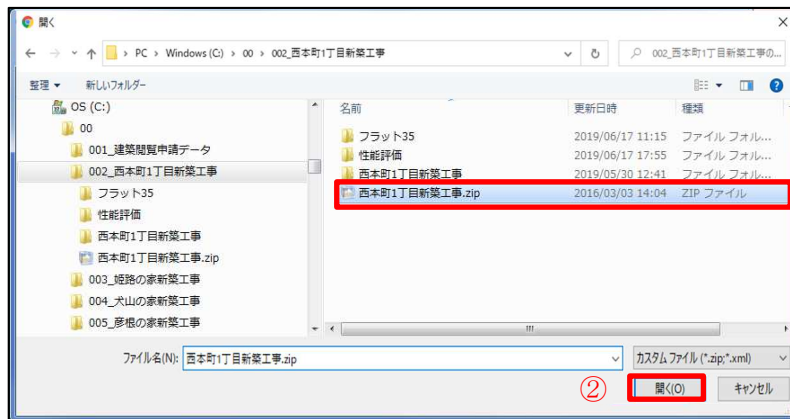 開く
PC > Windows (C:) > 00 > 002_西本町1丁目新築工事
002_西本町1丁目新築工事の...
整理 新しいフォルダー
OS (C:)
00
001_建築閲覧申請データ
002_西本町1丁目新築工事
フラット35
性能評価
西本町1丁目新築工事
西本町1丁目新築工事.zip
003_姫路の家新築工事
004_犬山の家新築工事
005_彦根の家新築工事
名前 更新日時 種類
フラット35 2019/06/17 11:15 ファイル フォル...
性能評価 2019/06/17 17:55 ファイル フォル...
西本町1丁目新築工事 2019/05/30 12:41 ファイル フォル...
西本町1丁目新築工事.zip 2016/03/03 14:04 ZIP ファイル
ファイル名(N): 西本町1丁目新築工事.zip カスタム ファイル (*.zip;*.xml)
② 開く(O) キャンセル